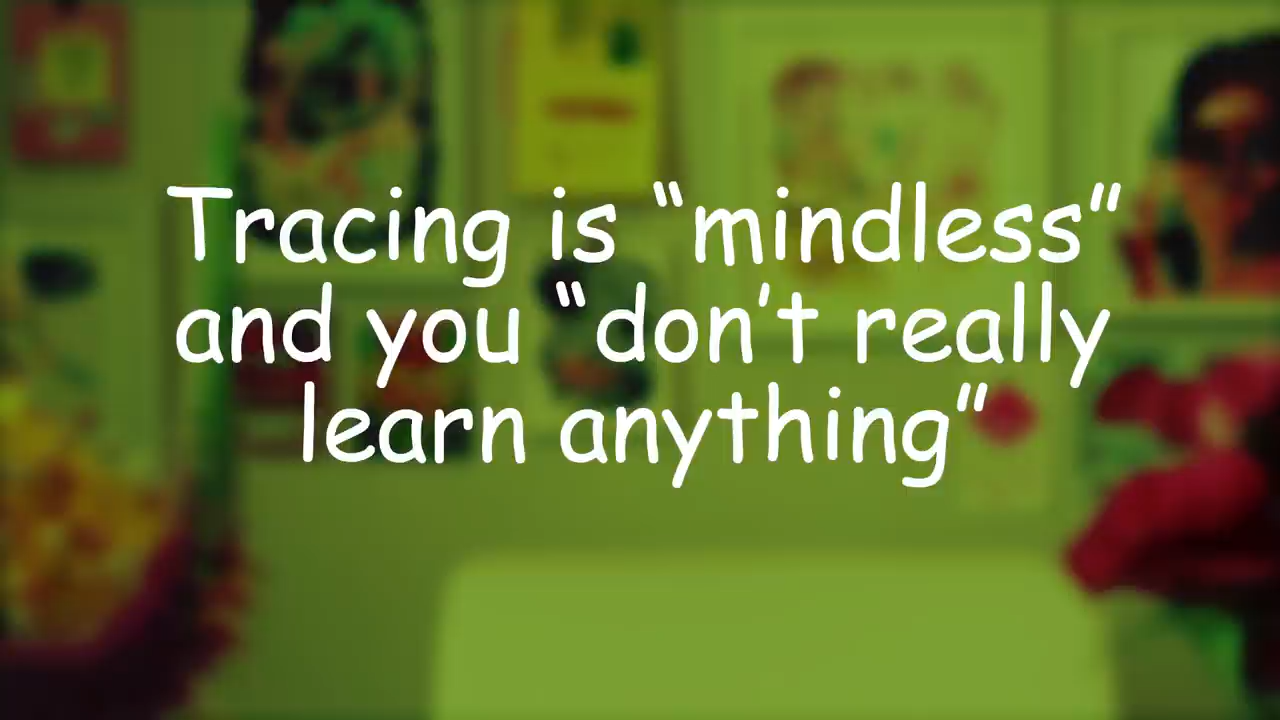 Tracing is “mindless”
and you “don’t really
learn anything”